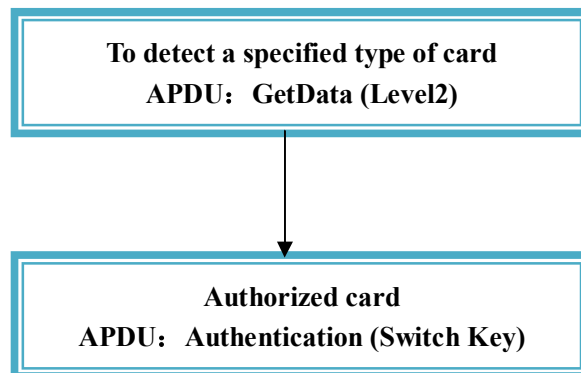 To detect a specified type of card
APDU：GetData (Level2)
Authorized card
APDU：Authentication (Switch Key)